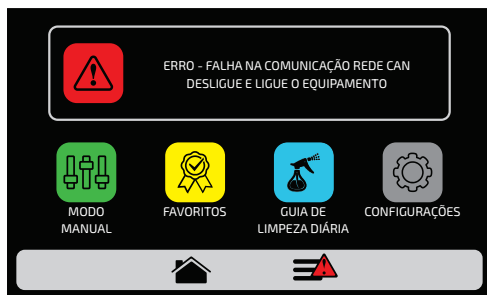 ERRO - FALHA NA COMUNICAÇÃO REDE CAN
DESLIGUE E LIGUE O EQUIPAMENTO
MODO
MANUAL
FAVORITOS
GUIA DE
LIMPEZA DIÁRIA
CONFIGURAÇÕES